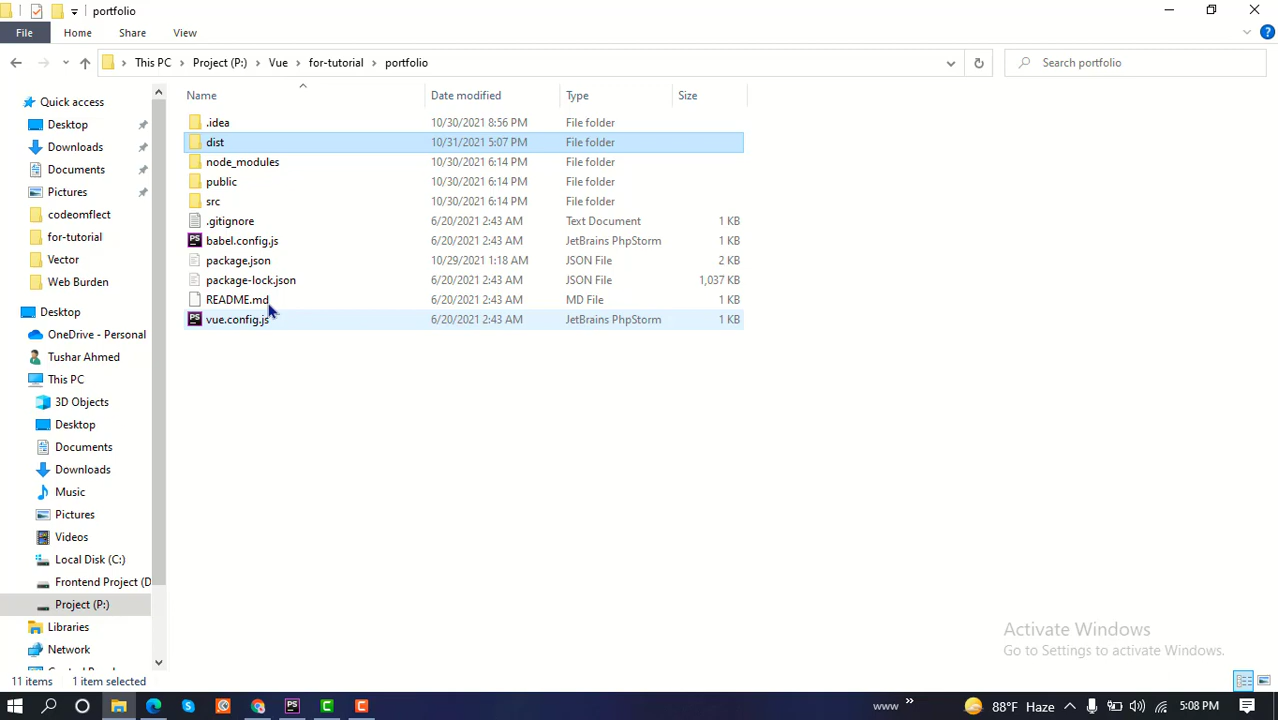 portfolio
File Home Share View
This PC Project (P:) Vue for-tutorial portfolio
Search portfolio
Name Date modified Type Size
.idea 10/30/2021 8:56 PM File folder
dist 10/31/2021 5:07 PM File folder
node_modules 10/30/2021 6:14 PM File folder
public 10/30/2021 6:14 PM File folder
src 10/30/2021 6:14 PM File folder
.gitignore 6/20/2021 2:43 AM Text Document 1 KB
babel.config.js 6/20/2021 2:43 AM JetBrains PhpStorm 1 KB
package.json 10/29/2021 1:18 AM JSON File 2 KB
package-lock.json 6/20/2021 2:43 AM JSON File 1,037 KB
README.md 6/20/2021 2:43 AM MD File 1 KB
vue.config.js 6/20/2021 2:43 AM JetBrains PhpStorm 1 KB
Quick access
Desktop
Downloads
Documents
Pictures
codeomflect
for-tutorial
Vector
Web Burden
Desktop
OneDrive - Personal
Tushar Ahmed
This PC
3D Objects
Desktop
Documents
Downloads
Music
Pictures
Videos
Local Disk (C:)
Frontend Project (D
Project (P:)
Libraries
Network
Activate Windows
Go to Settings to activate Windows.
11 items 1 item selected
www » 88°F Haze 5:08 PM